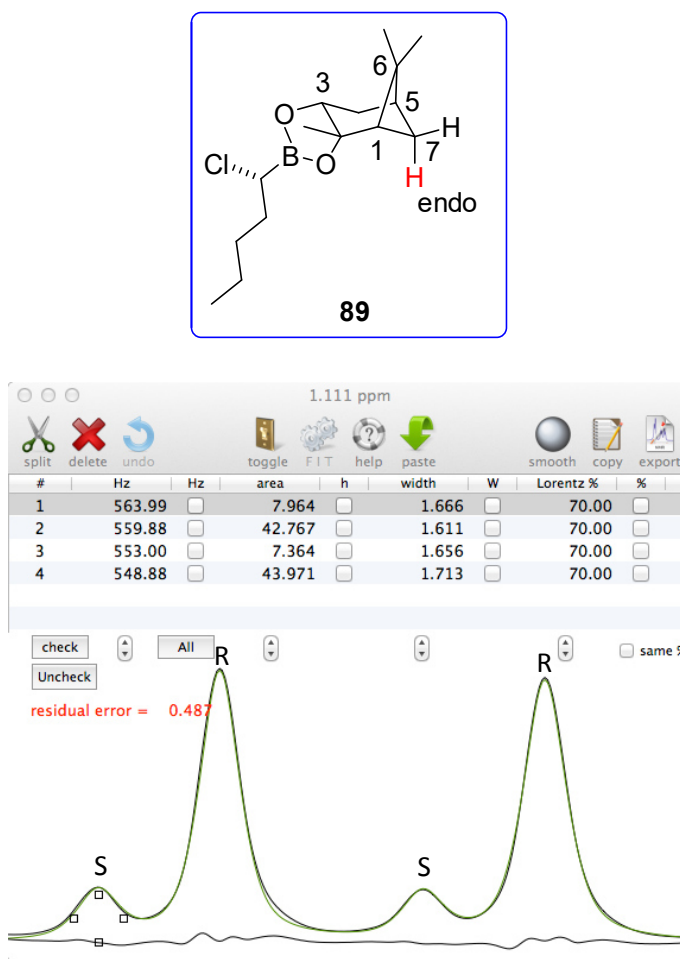 6
3
5
O
H
Cl
B
O
1
7
H
endo
89
1.111 ppm
split delete undo toggle F I T help paste smooth copy export
# Hz Hz area h width W Lorentz % %
1 563.99 7.964 1.666 70.00
2 559.88 42.767 1.611 70.00
3 553.00 7.364 1.656 70.00
4 548.88 43.971 1.713 70.00
check All R R same %
Uncheck
residual error = 0.487
S S